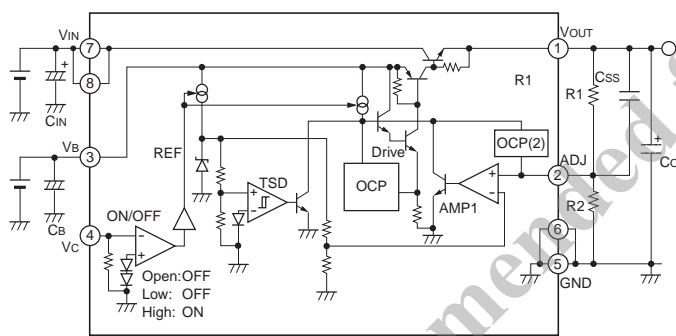 VIN
7
8
CIN
VB
3
CB
VC
4
ON/OFF
Open:OFF
Low: OFF
High: ON
REF
TSD
Drive
OCP
AMP1
OCP(2)
R1
VOUT
1
CSS
R1
ADJ
2
R2
6
5
GND
mended